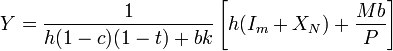 Y = \frac{1}{h(1-c)(1-t)+bk} \left[ h(I_m + X_N) + \frac{Mb}{P} \right]